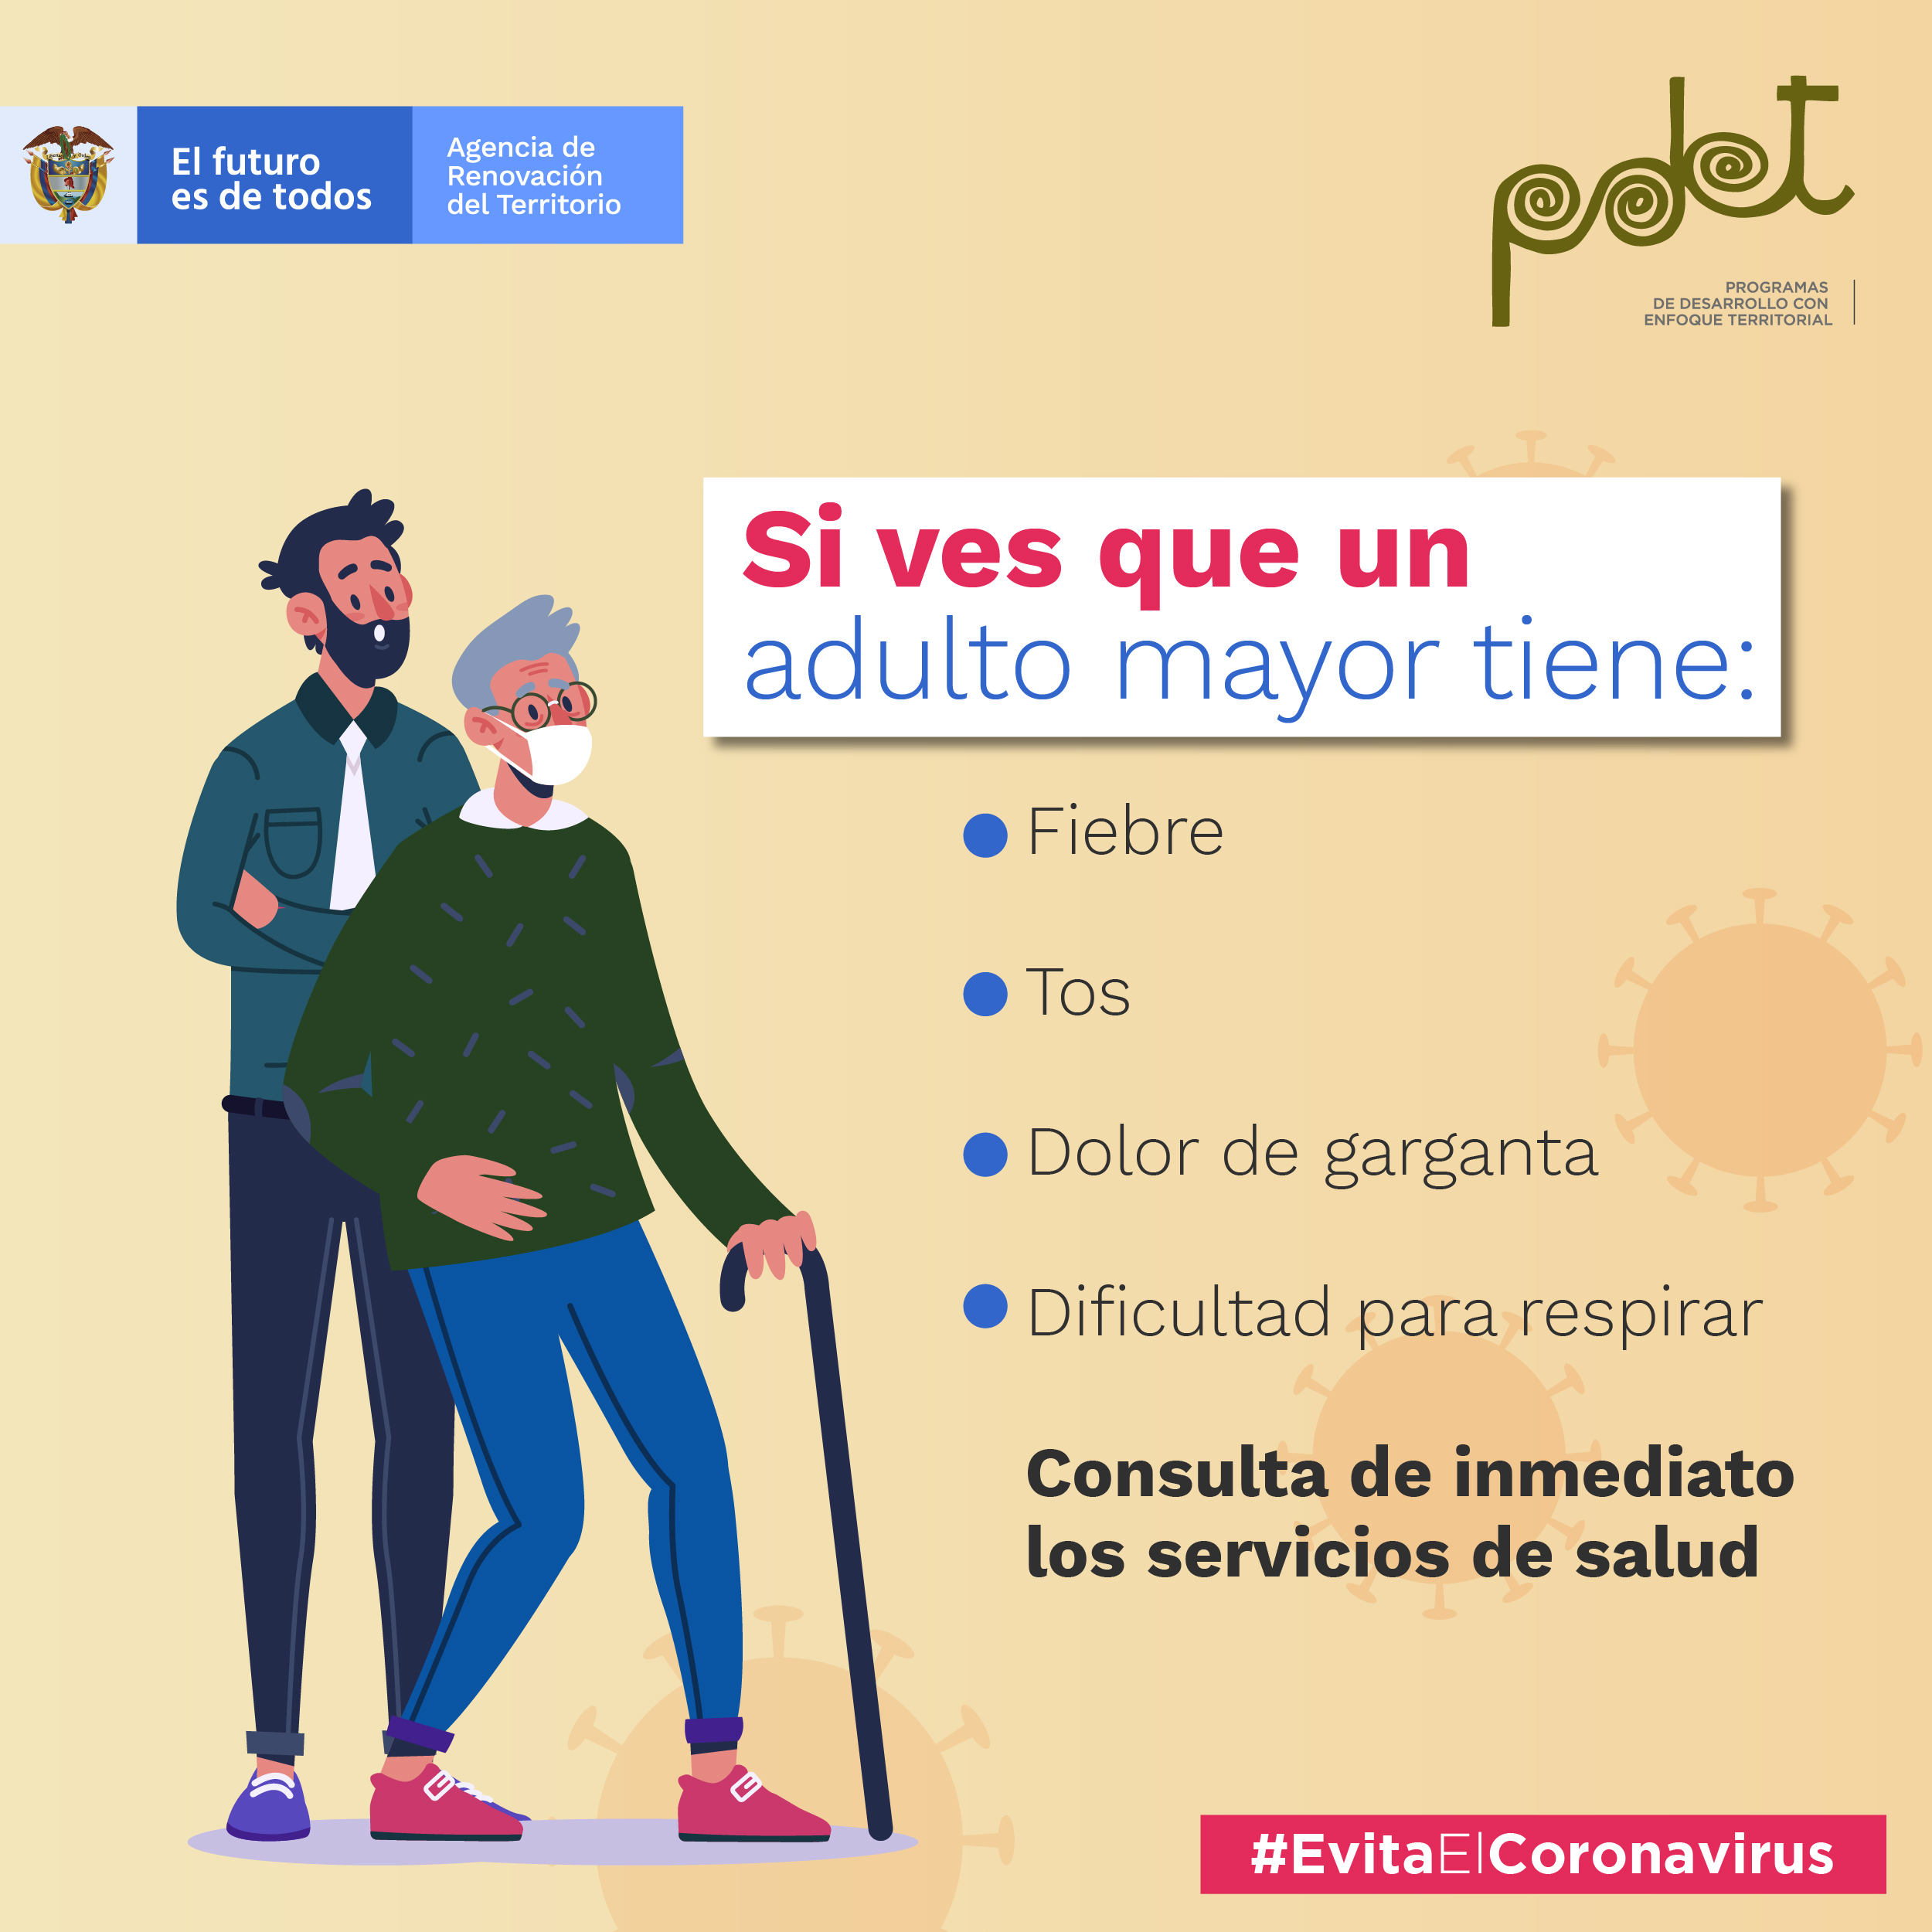 El futuro
es de todos
Agencia de
Renovación
del Territorio
pdet
PROGRAMAS
DE DESARROLLO CON
ENFOQUE TERRITORIAL
Si ves que un
adulto mayor tiene:
Fiebre
Tos
Dolor de garganta
Dificultad para respirar
Consulta de inmediato
los servicios de salud
#EvitaElCoronavirus